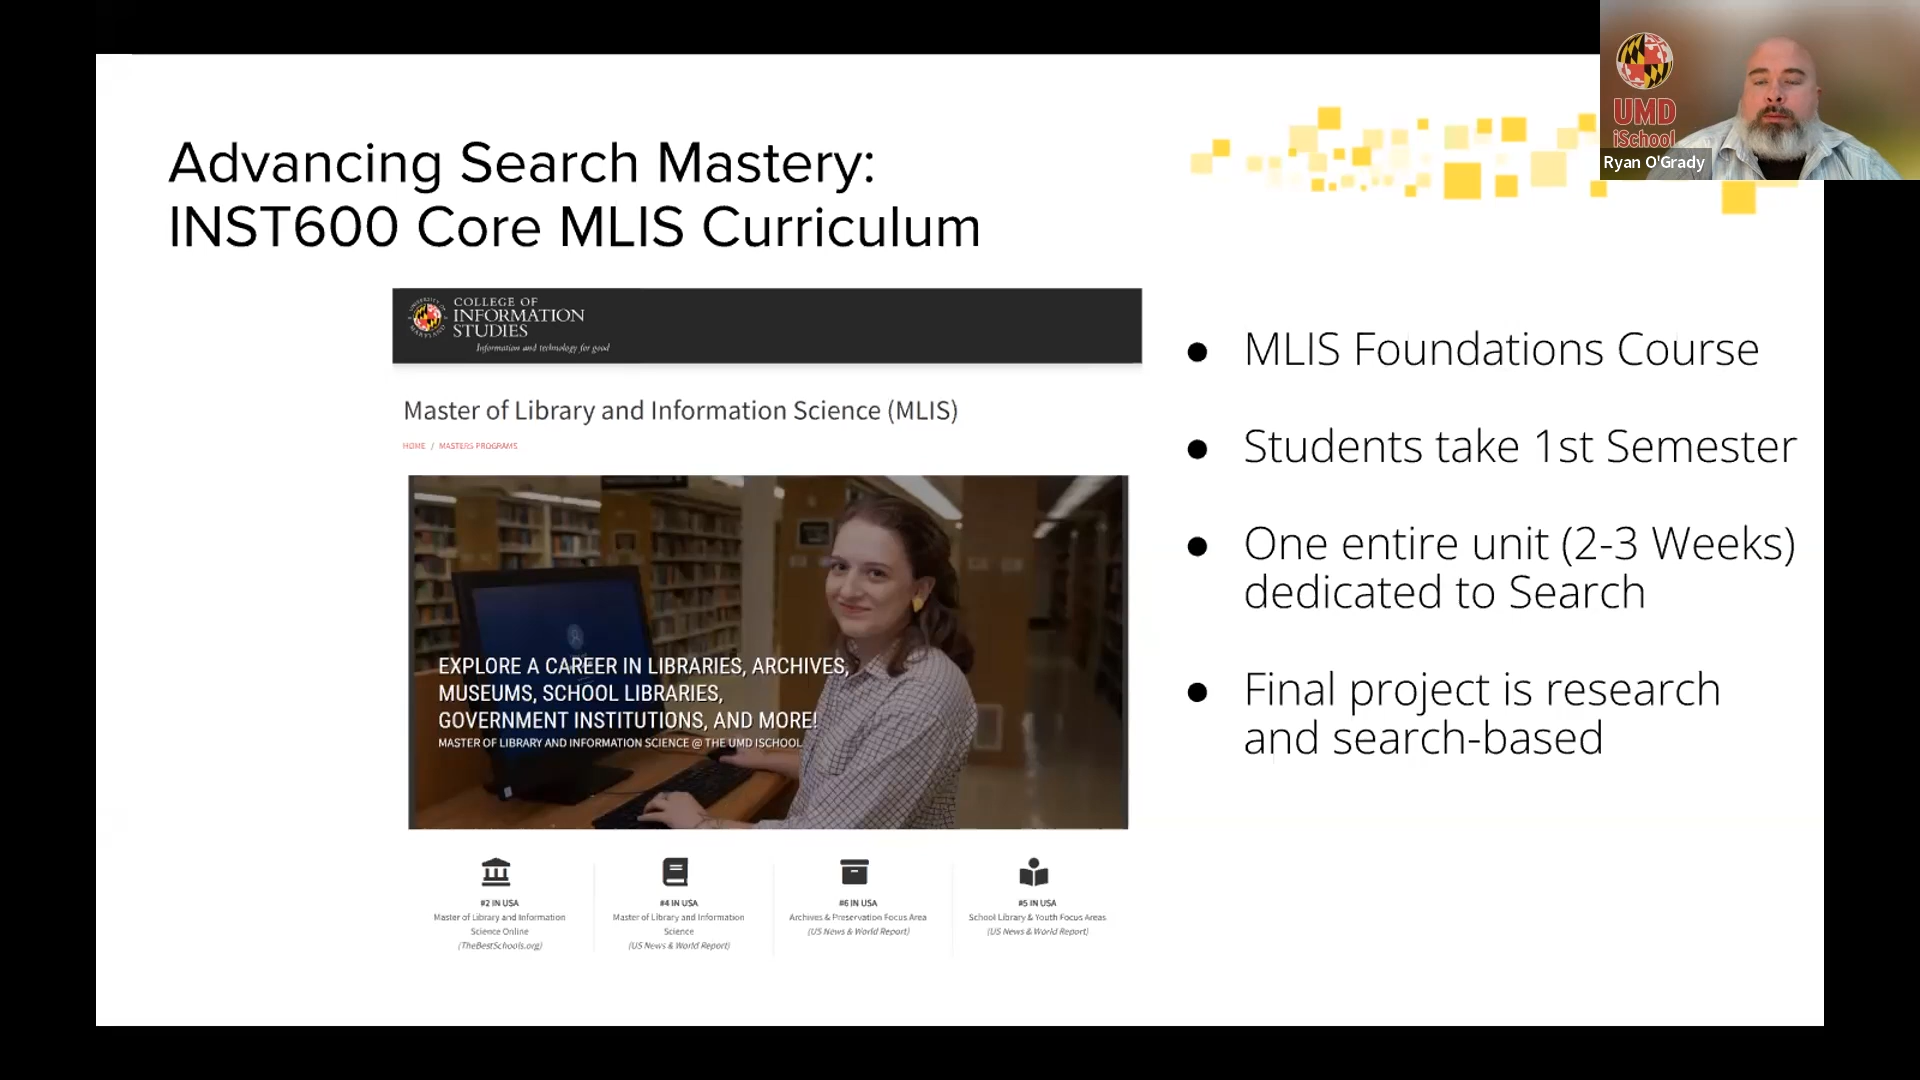 UMD
iSchool
Ryan O'Grady
Advancing Search Mastery:
INST600 Core MLIS Curriculum
COLLEGE OF
INFORMATION
STUDIES
Information and technology for good
Master of Library and Information Science (MLIS)
HOME / MASTERS PROGRAMS
EXPLORE A CAREER IN LIBRARIES, ARCHIVES,
MUSEUMS, SCHOOL LIBRARIES,
GOVERNMENT INSTITUTIONS, AND MORE!
MASTER OF LIBRARY AND INFORMATION SCIENCE @ THE UMD ISCHOOL
#2 IN USA
Master of Library and Information
Science Online
(TheBestSchools.org)
#4 IN USA
Master of Library and Information
Science
(US News & World Report)
#6 IN USA
Archives & Preservation Focus Area
(US News & World Report)
#5 IN USA
School Library & Youth Focus Areas
(US News & World Report)
● MLIS Foundations Course
● Students take 1st Semester
● One entire unit (2-3 Weeks)
dedicated to Search
● Final project is research
and search-based